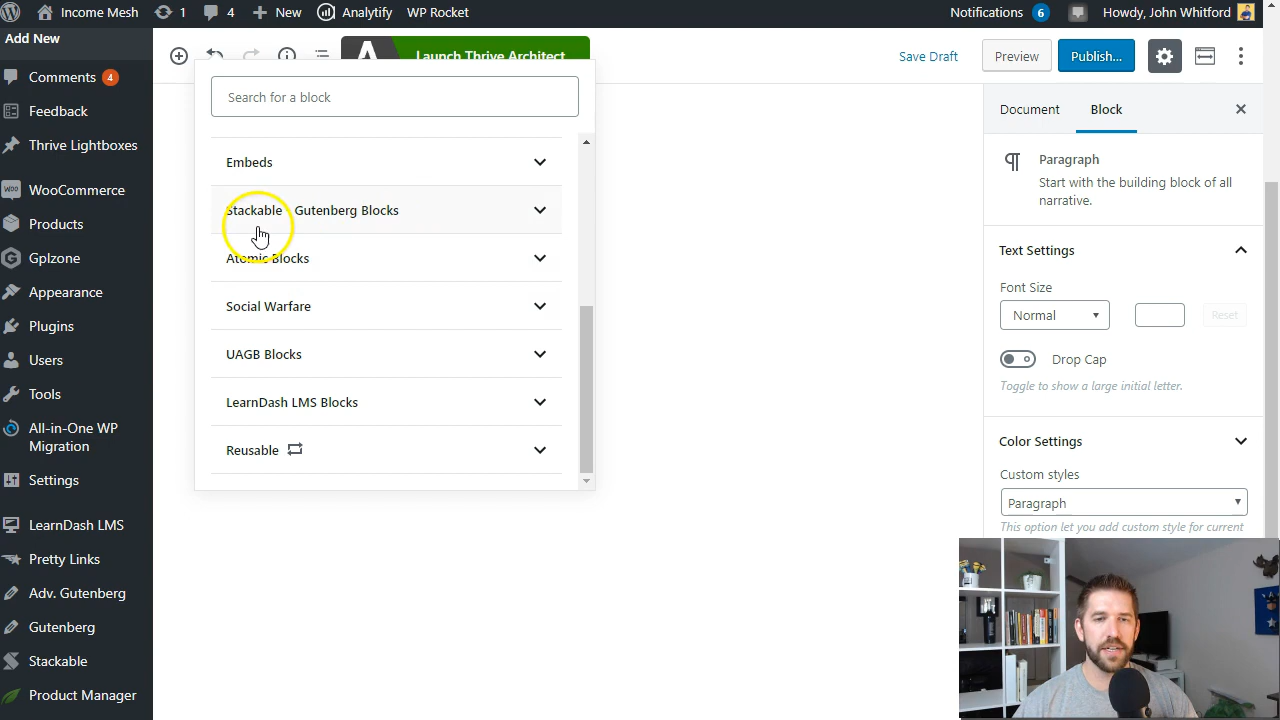 Income Mesh
1
4
New
Analytify
WP Rocket
Notifications
6
Howdy, John Whitford
Add New
Comments
4
Feedback
Thrive Lightboxes
WOO
WooCommerce
Products
Gplzone
Appearance
Plugins
Users
Tools
All-in-One WP
Migration
Settings
LearnDash LMS
Pretty Links
Adv. Gutenberg
Gutenberg
Stackable
Product Manager
Launch Thrive Architect
Save Draft
Preview
Publish...
Search for a block
Embeds
Stackable - Gutenberg Blocks
Atomic Blocks
Social Warfare
UAGB Blocks
LearnDash LMS Blocks
Reusable
Document
Block
Paragraph
Start with the building block of all
narrative.
Text Settings
Font Size
Normal
Reset
Drop Cap
Toggle to show a large initial letter.
Color Settings
Custom styles
Paragraph
This option let you add custom style for current